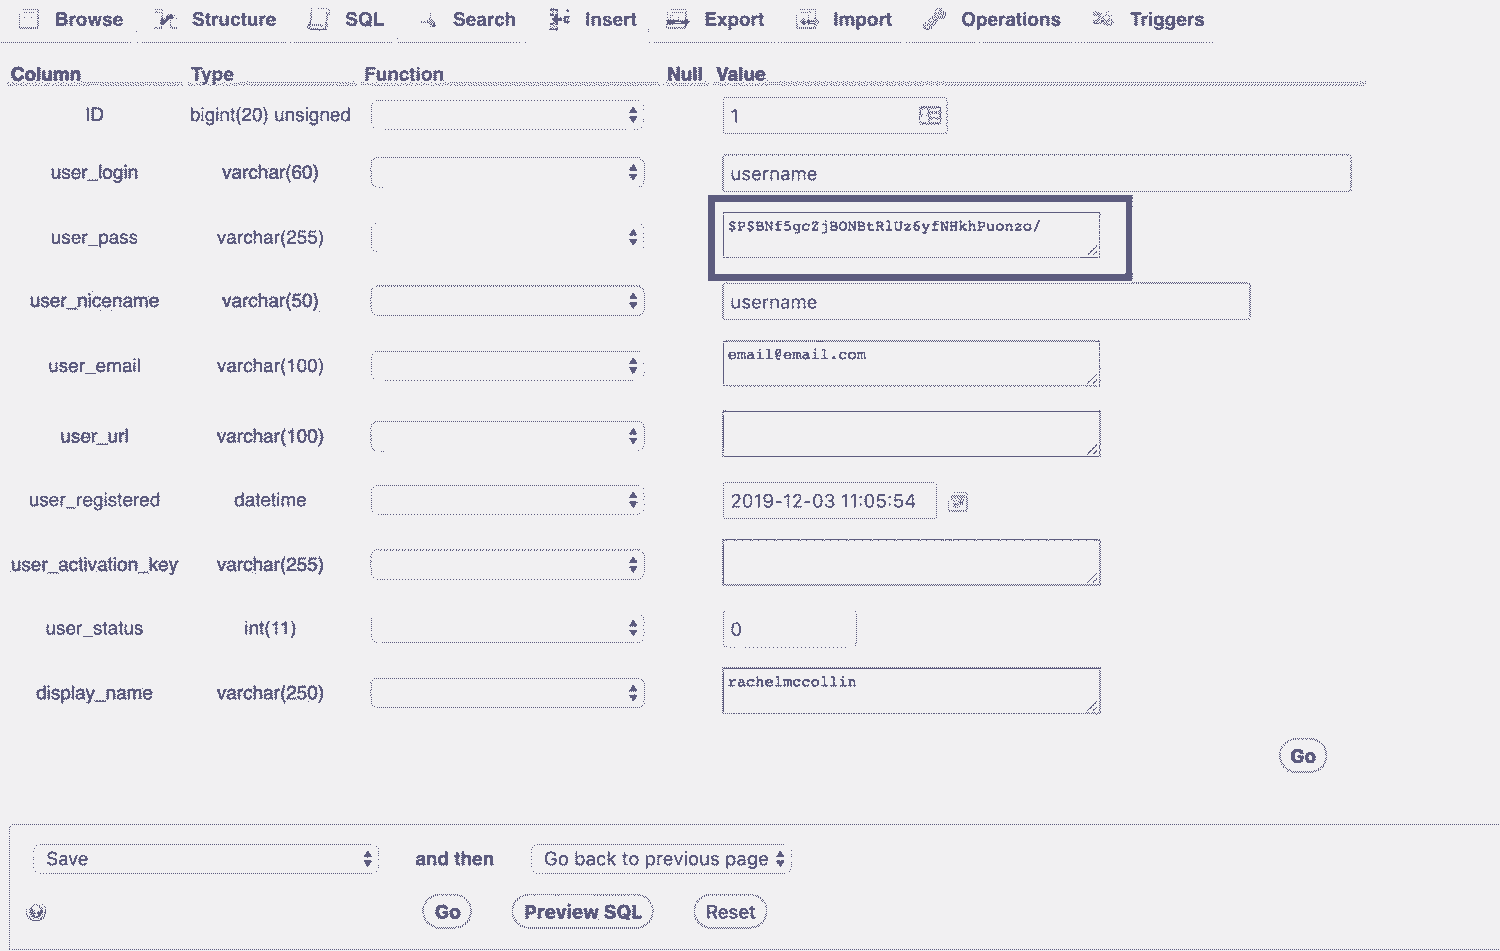 Browse Structure SQL Search Insert Export Import Operations Triggers
Column Type Function Null Value
ID bigint(20) unsigned 1
user_login varchar(60) username
user_pass varchar(255) $P$BNf5gcZjBONBtRlUz6yfNHkhPuonzo/
user_nicename varchar(50) username
user_email varchar(100) email@email.com
user_url varchar(100)
user_registered datetime 2019-12-03 11:05:54
user_activation_key varchar(255)
user_status int(11) 0
display_name varchar(250) rachelmccollin
Go
Save and then Go back to previous page
Go Preview SQL Reset